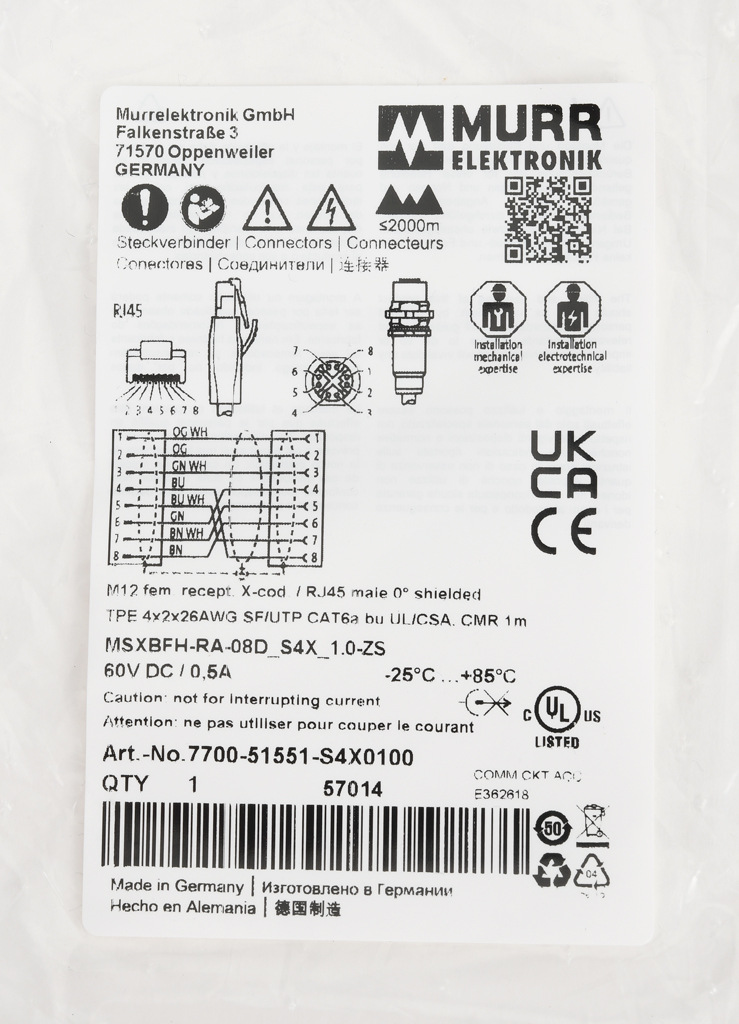 Murrelektronik GmbH
Falkenstraße 3
71570 Oppenweiler
GERMANY
MURR
ELEKTRONIK
≤2000m
Steckverbinder | Connectors | Connecteurs
Conectores | Соединители | 连接器
RJ45
1 2 3 4 5 6 7 8
7 8
6 1
5 2
4 3
Installation
mechanical
expertise
Installation
electrotechnical
expertise
1 OG WH 1
2 OG 2
3 GN WH 3
4 BU 4
5 BU WH 5
6 GN 6
7 BN WH 7
8 BN 8
UK
CA
CE
M12 fem. recept. X-cod. / RJ45 male 0° shielded
TPE 4x2x26AWG SF/UTP CAT6a bu UL/CSA, CMR 1m
MSXBFH-RA-08D_S4X_1.0-ZS
60V DC / 0,5A -25°C ...+85°C
Caution: not for interrupting current
Attention: ne pas utiliser pour couper le courant
C UL US
LISTED
Art.-No.7700-51551-S4X0100
QTY 1 57014
COMM CKT ACC
E362618
50
04
Made in Germany | Изготовлено в Германии
Hecho en Alemania | 德国制造